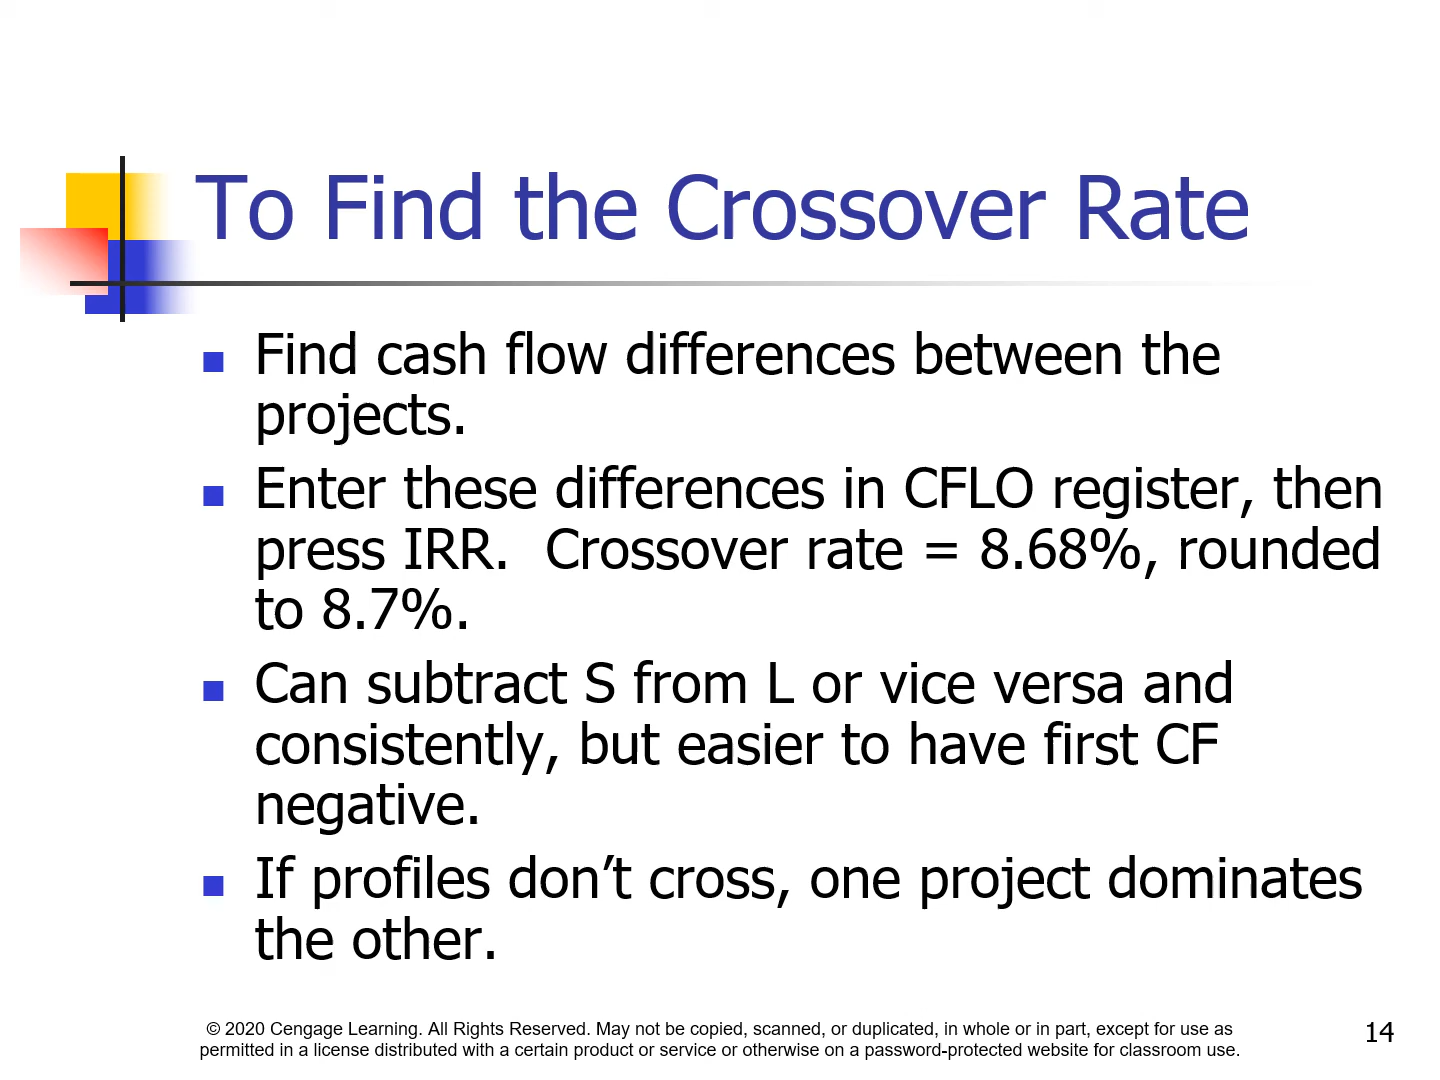 To Find the Crossover Rate
Find cash flow differences between the
projects.
Enter these differences in CFLO register, then
press IRR.  Crossover rate = 8.68%, rounded
to 8.7%.
Can subtract S from L or vice versa and
consistently, but easier to have first CF
negative.
If profiles don’t cross, one project dominates
the other.
© 2020 Cengage Learning. All Rights Reserved. May not be copied, scanned, or duplicated, in whole or in part, except for use as
permitted in a license distributed with a certain product or service or otherwise on a password-protected website for classroom use.
14